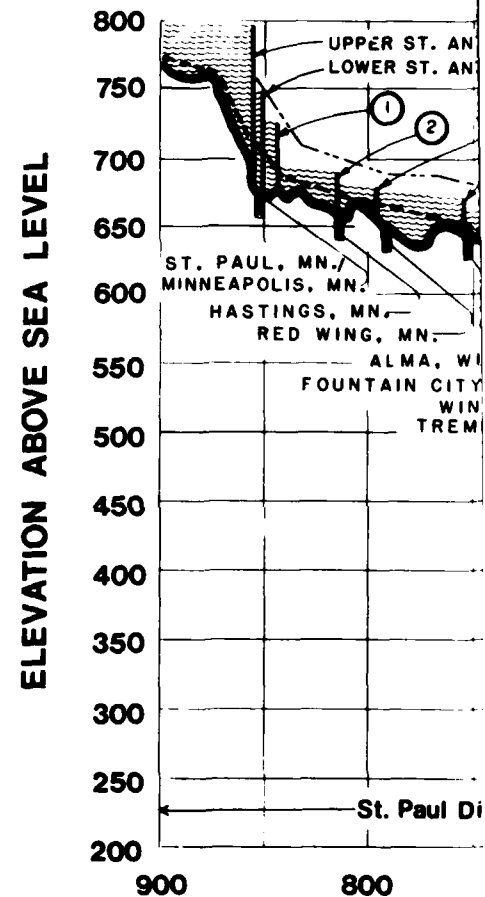 ELEVATION ABOVE SEA LEVEL
800
750
700
650
600
550
500
450
400
350
300
250
200
UPPER ST. AN
LOWER ST. AN
1
2
ST. PAUL, MN./
MINNEAPOLIS, MN.
HASTINGS, MN.
RED WING, MN.
ALMA, WI
FOUNTAIN CITY
WIN
TREM
St. Paul Di
900
800